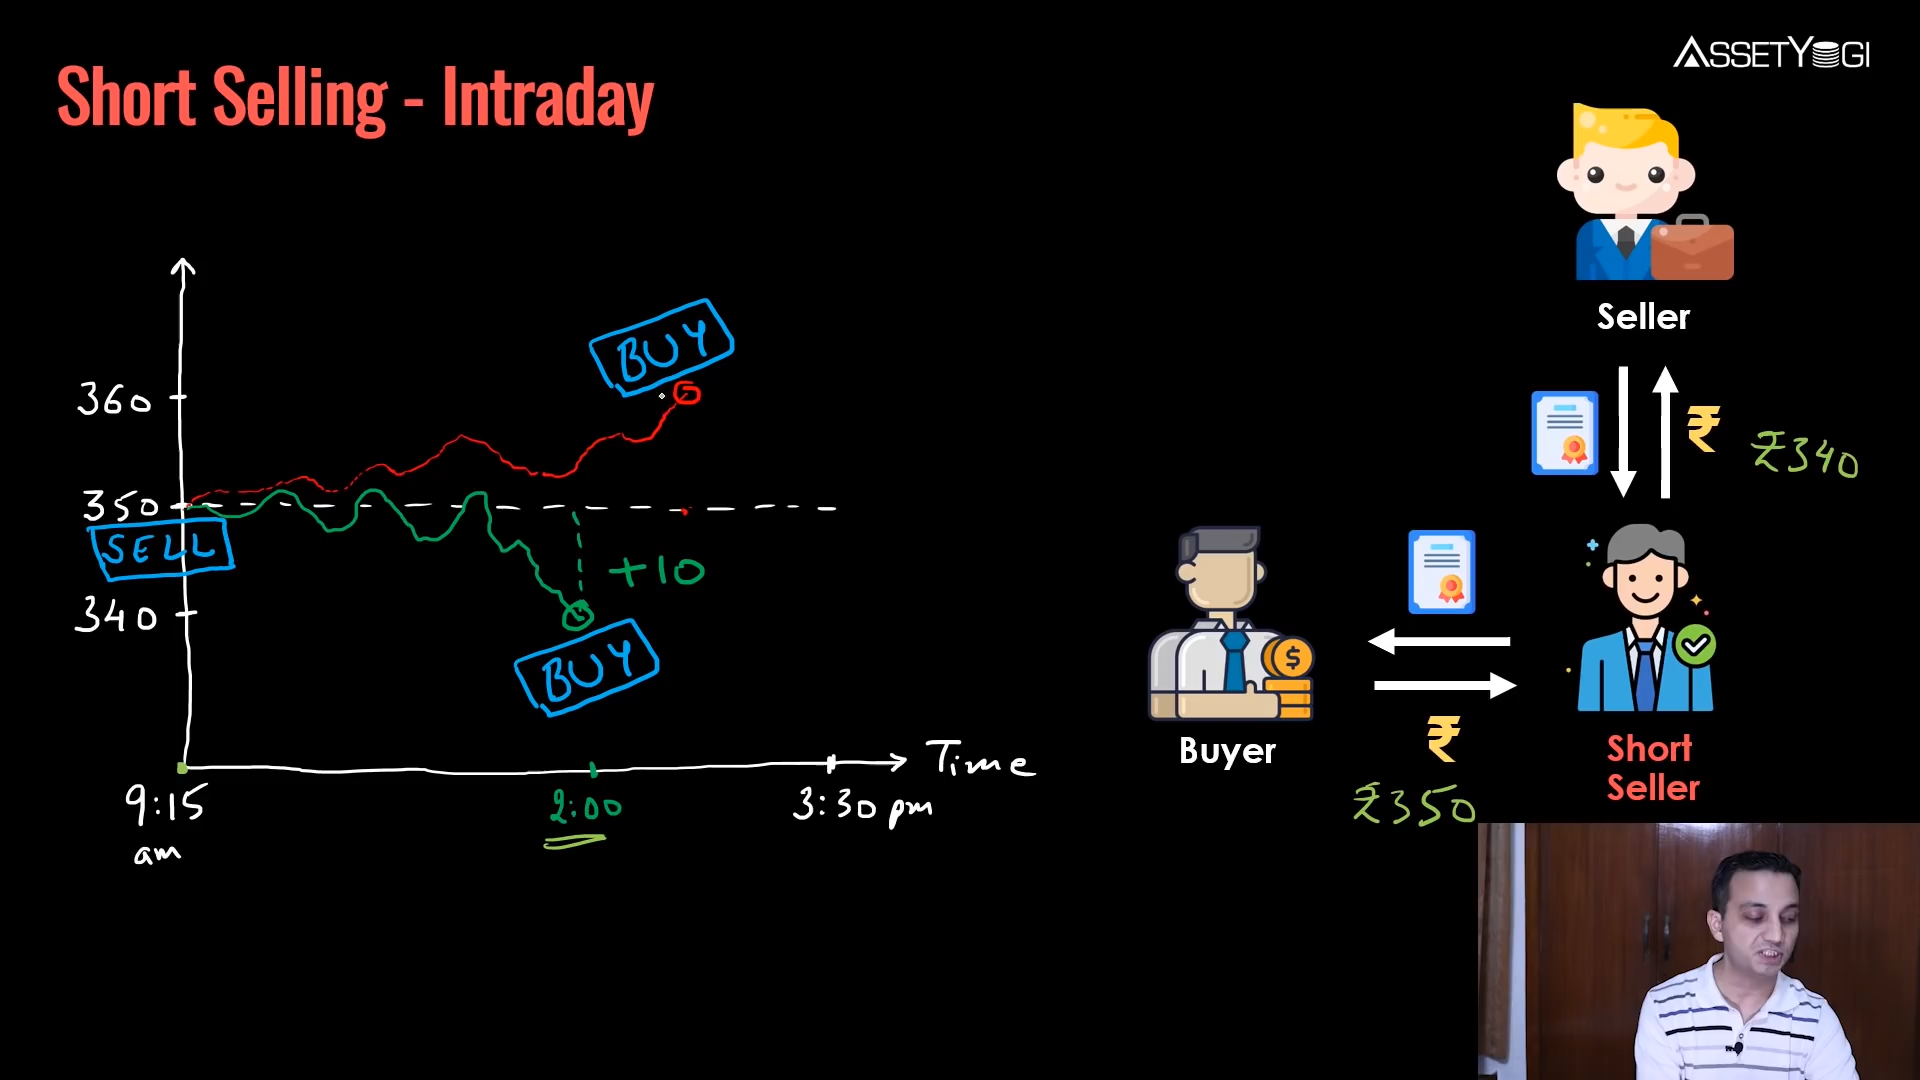 ASSETYOGI
Short Selling - Intraday
Seller
BUY
360
₹
₹340
350
SELL
+10
340
BUY
$
Buyer
₹
₹350
Short
Seller
Time
9:15
am
2:00
3:30 pm